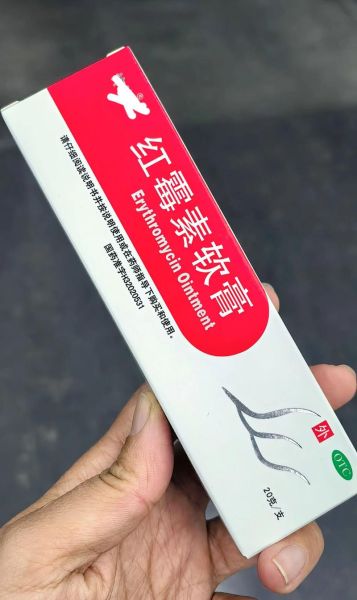 红霉素软膏
Erythromycin Ointment
请仔细阅读说明书并按说明使用或在药师指导下购买和使用。
国药准字H32020531
外
OTC
20克/支